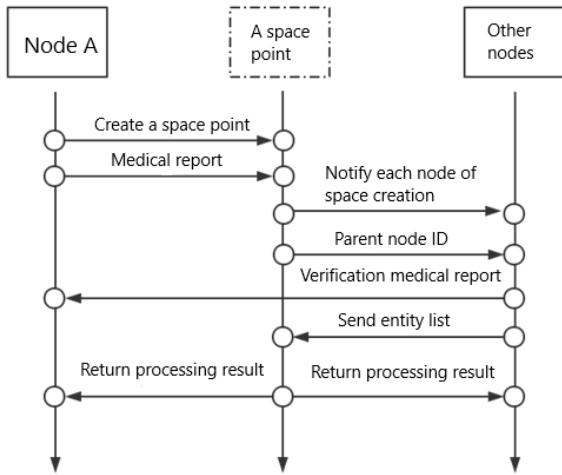 Node A
A space
point
Other
nodes
Create a space point
Medical report
Notify each node of
space creation
Parent node ID
Verification medical report
Send entity list
Return processing result
Return processing result